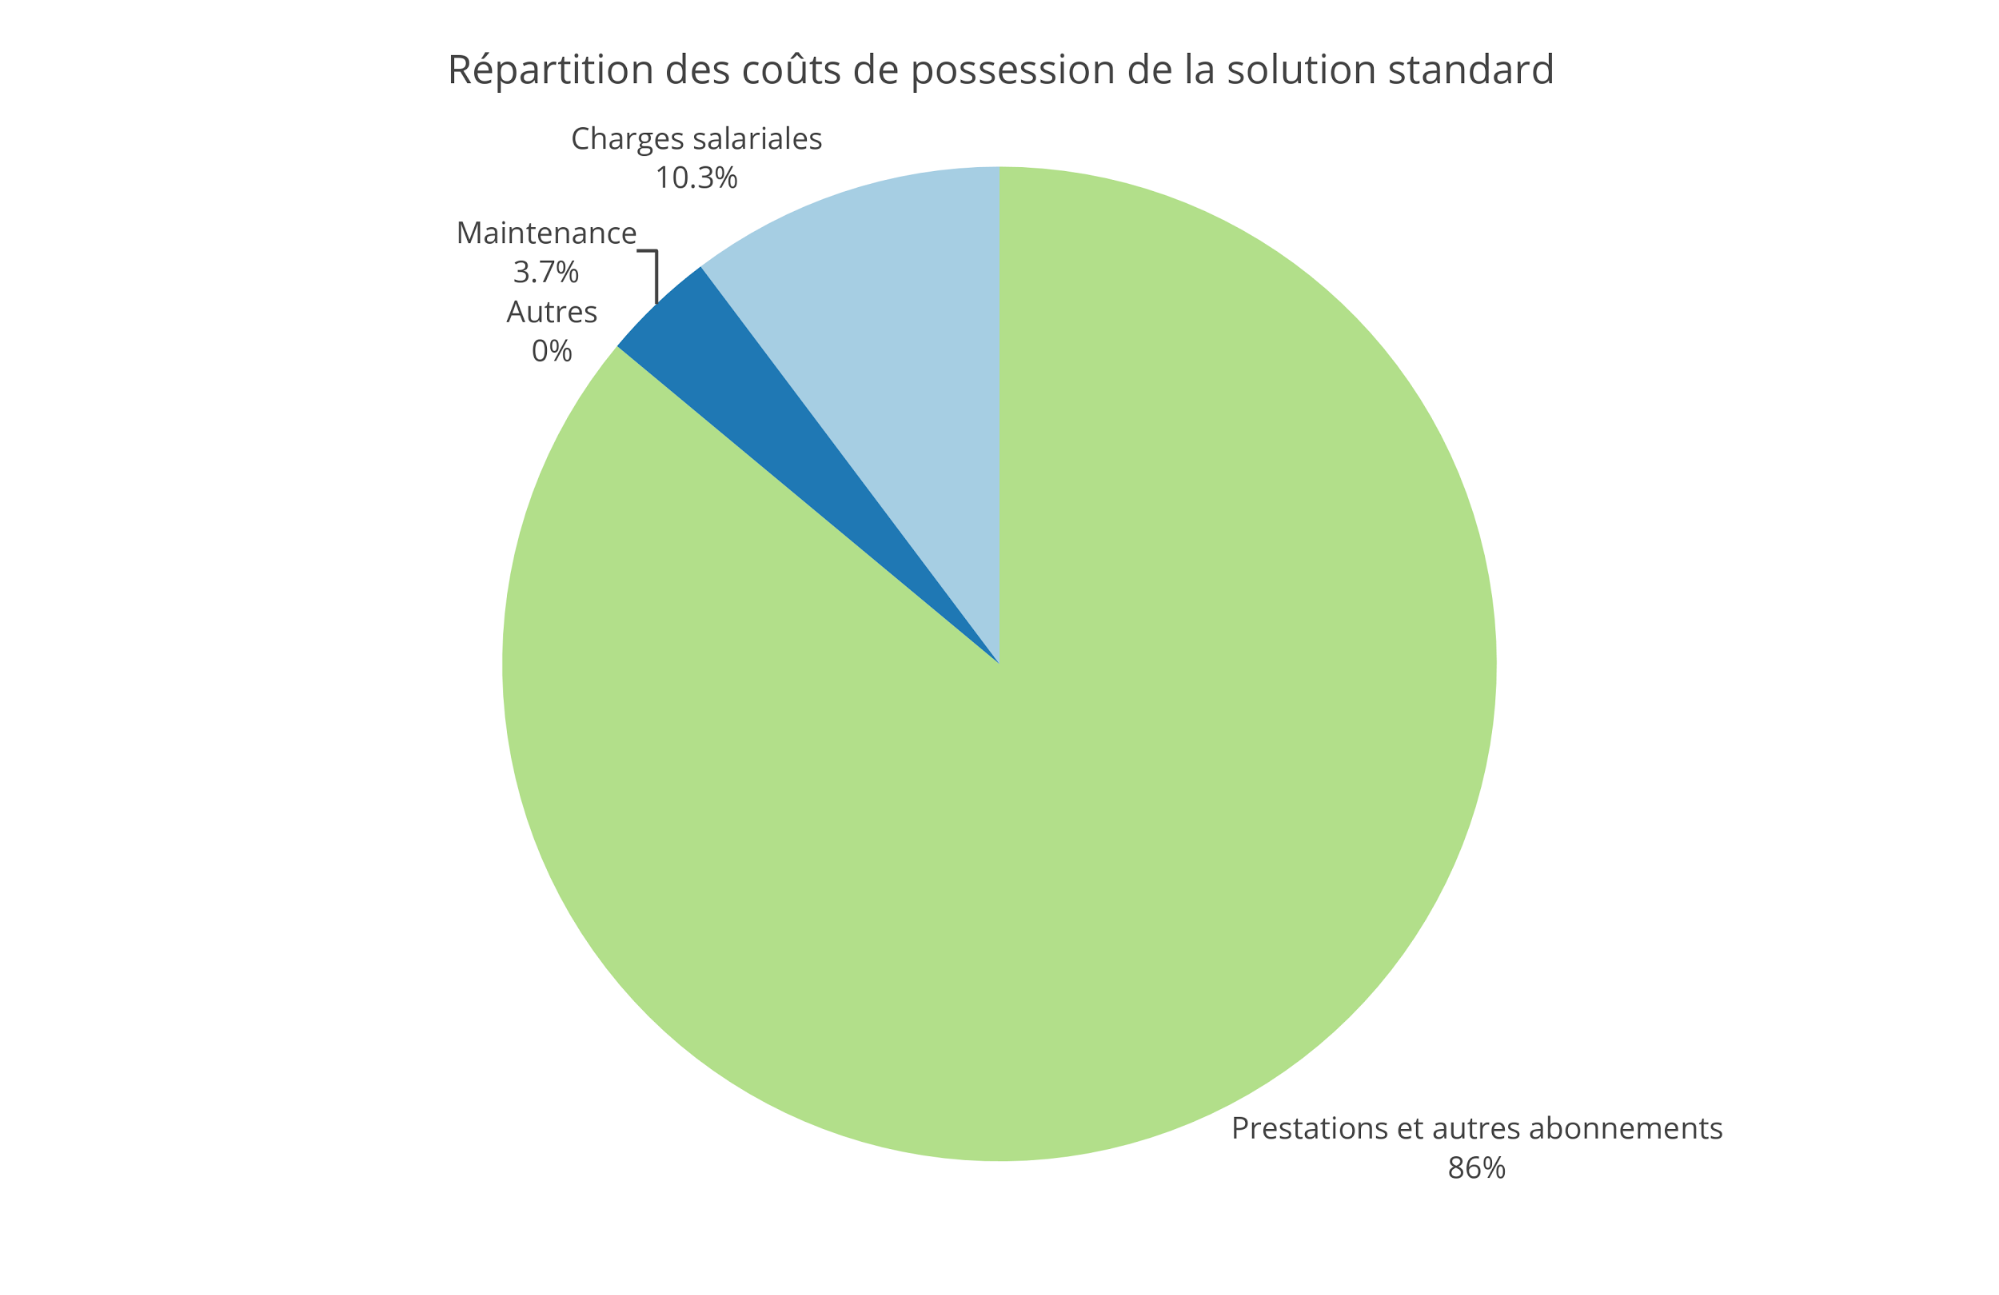 Répartition des coûts de possession de la solution standard
Charges salariales
10.3%
Maintenance
3.7%
Autres
0%
Prestations et autres abonnements
86%